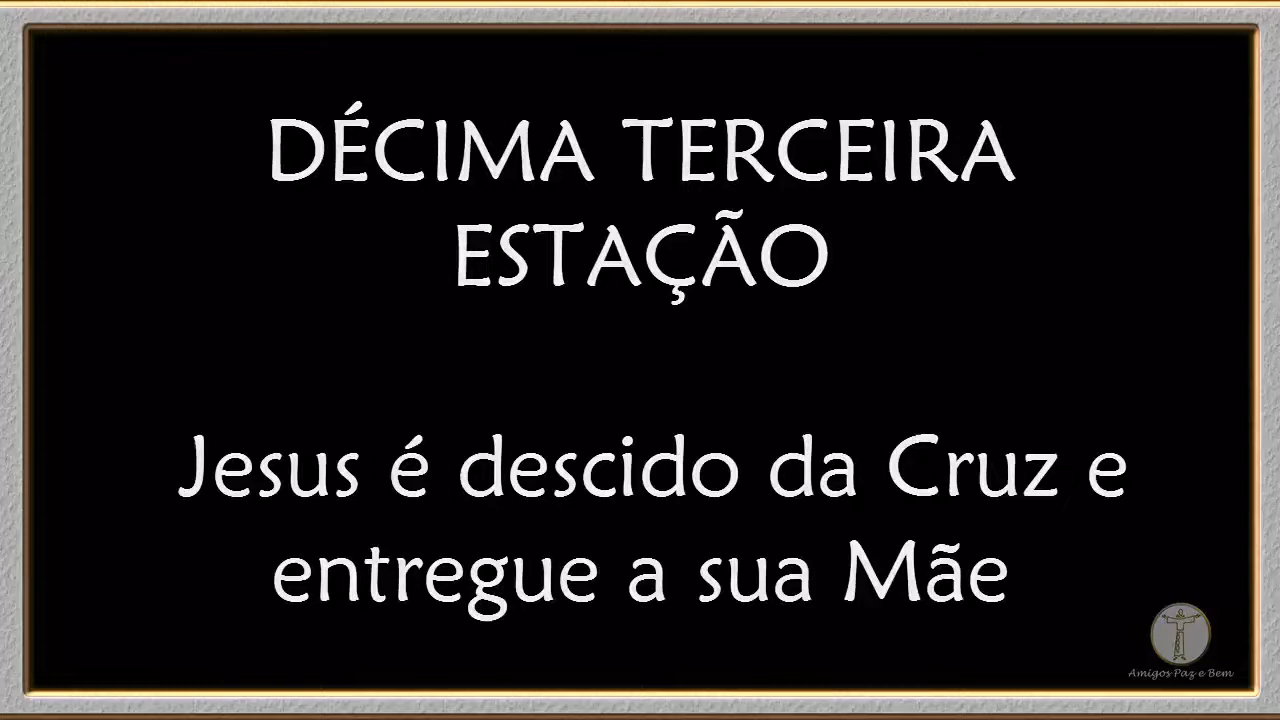 DÉCIMA TERCEIRA
ESTAÇÃO
Jesus é descido da Cruz e
entregue a sua Mãe
Amigos Paz e Bem